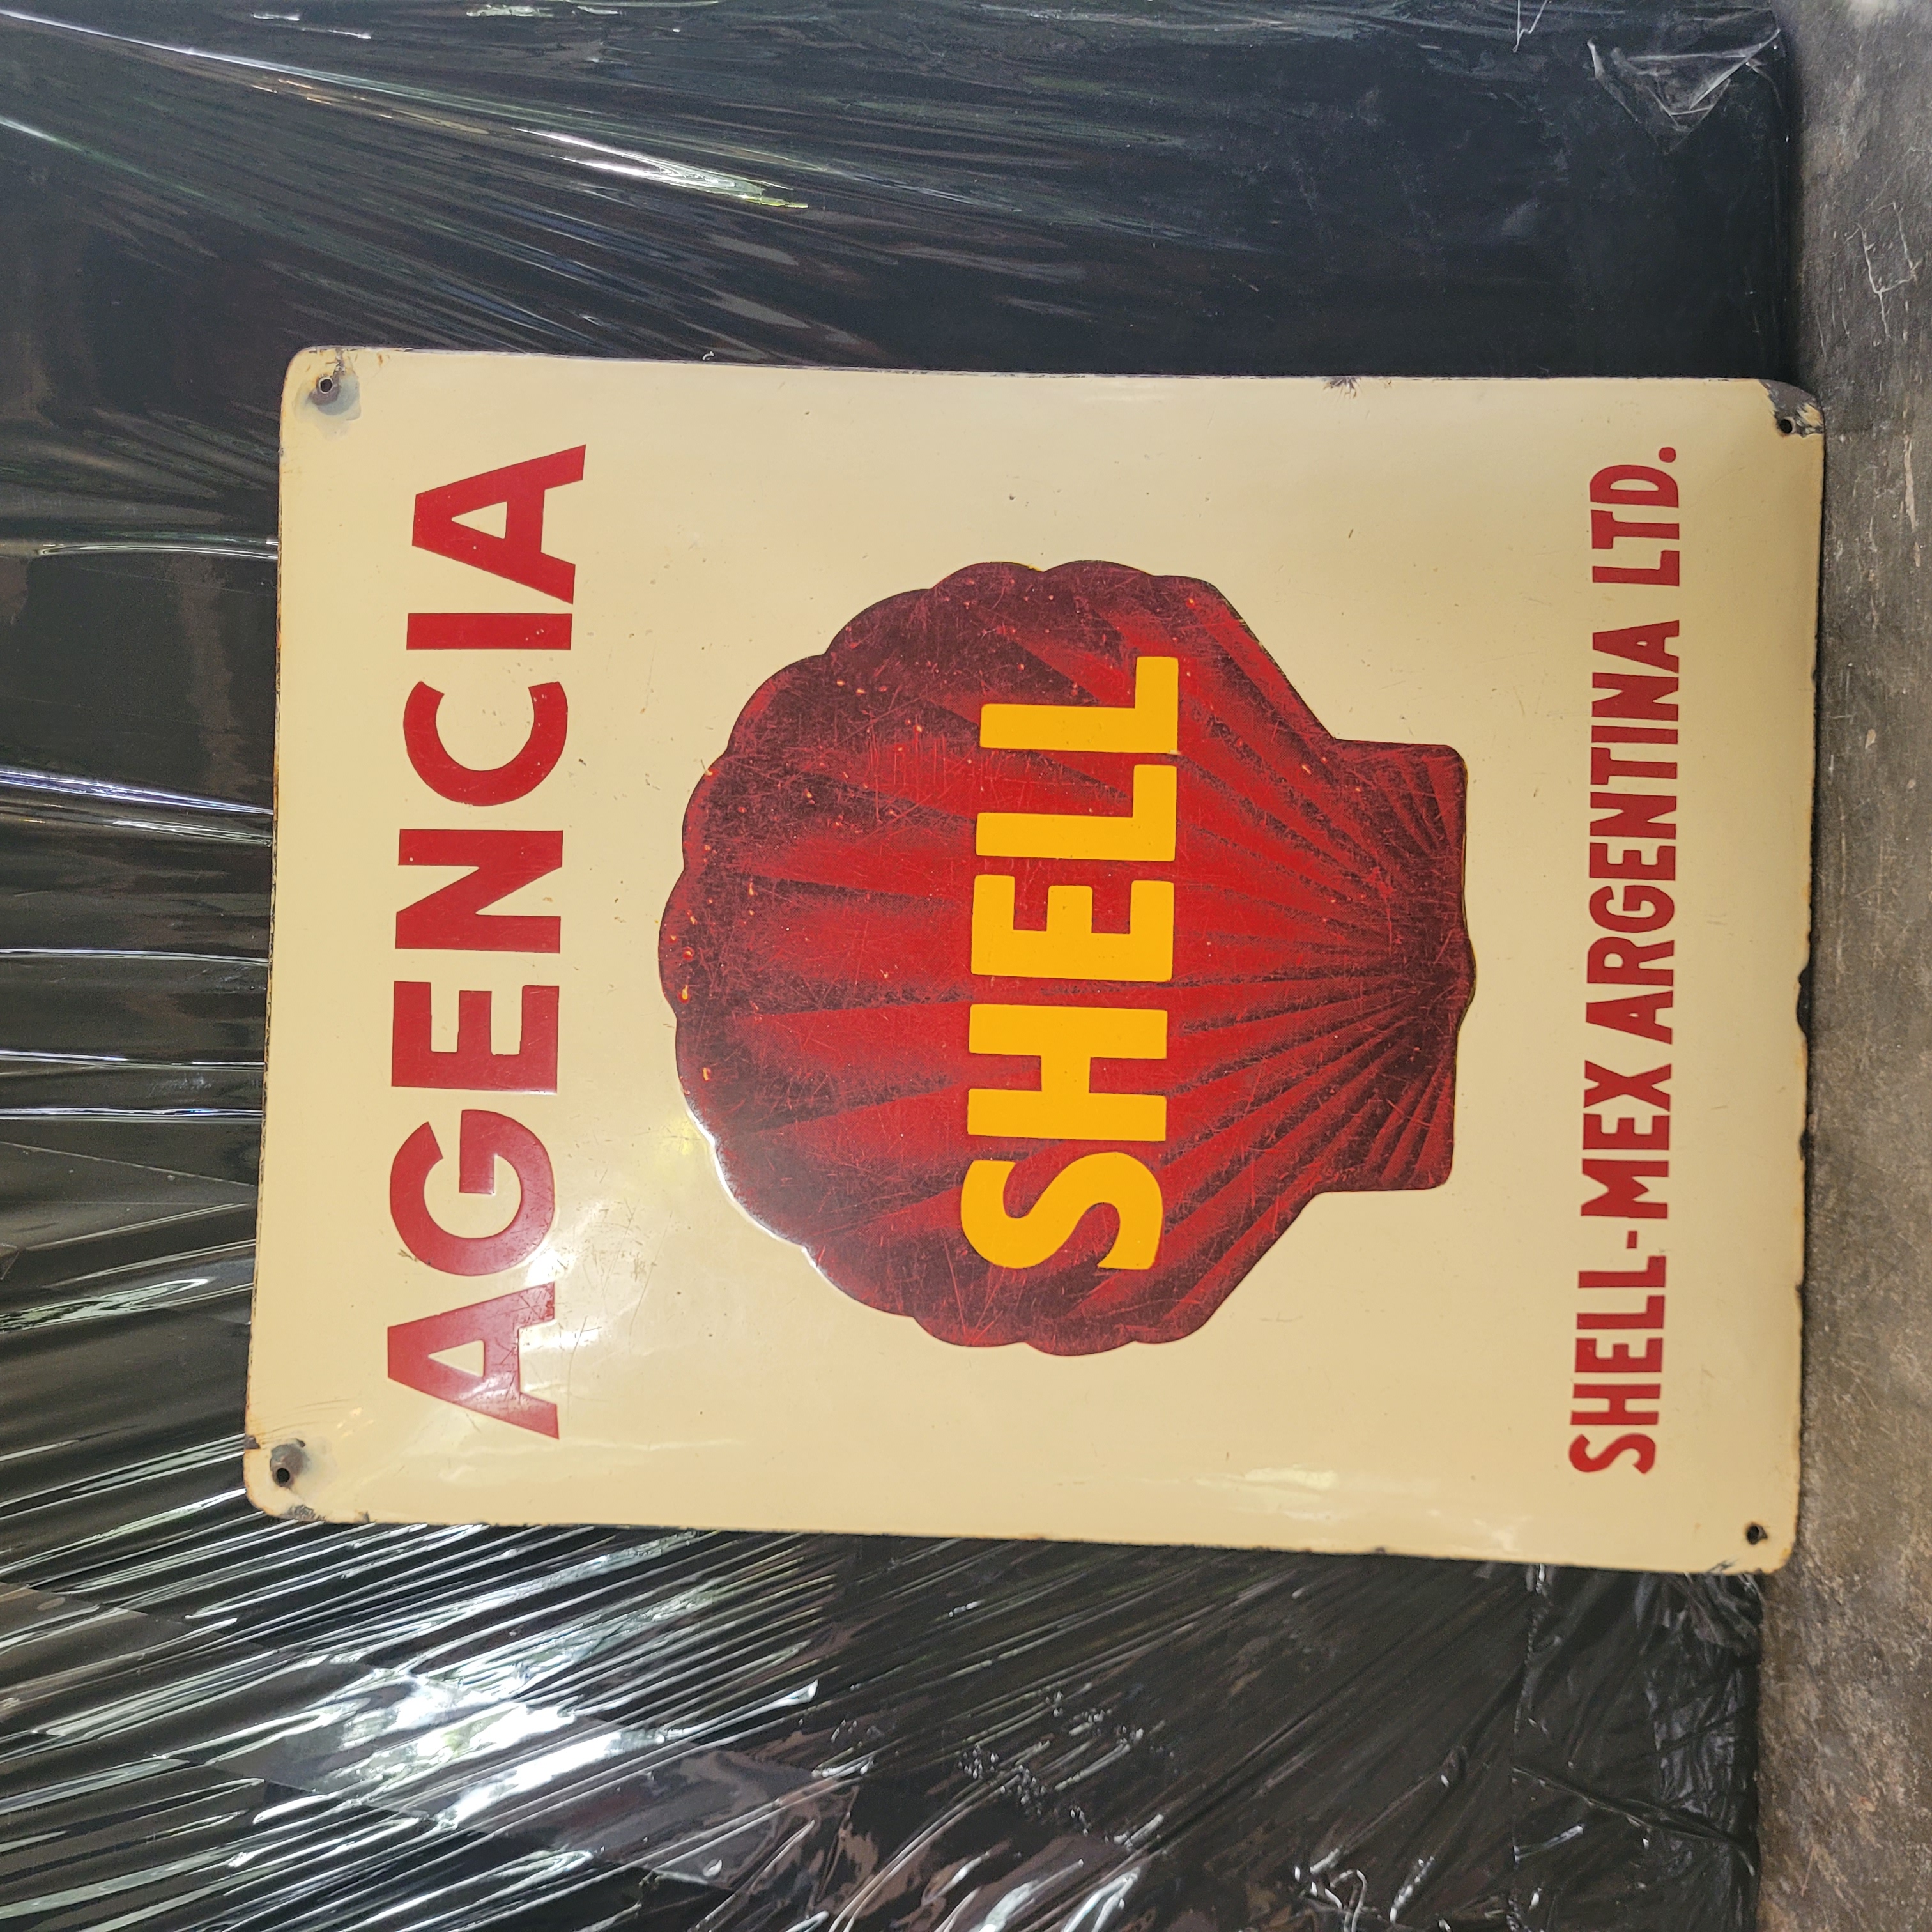 AGENCIA
SHELL
SHELL-MEX ARGENTINA LTD.